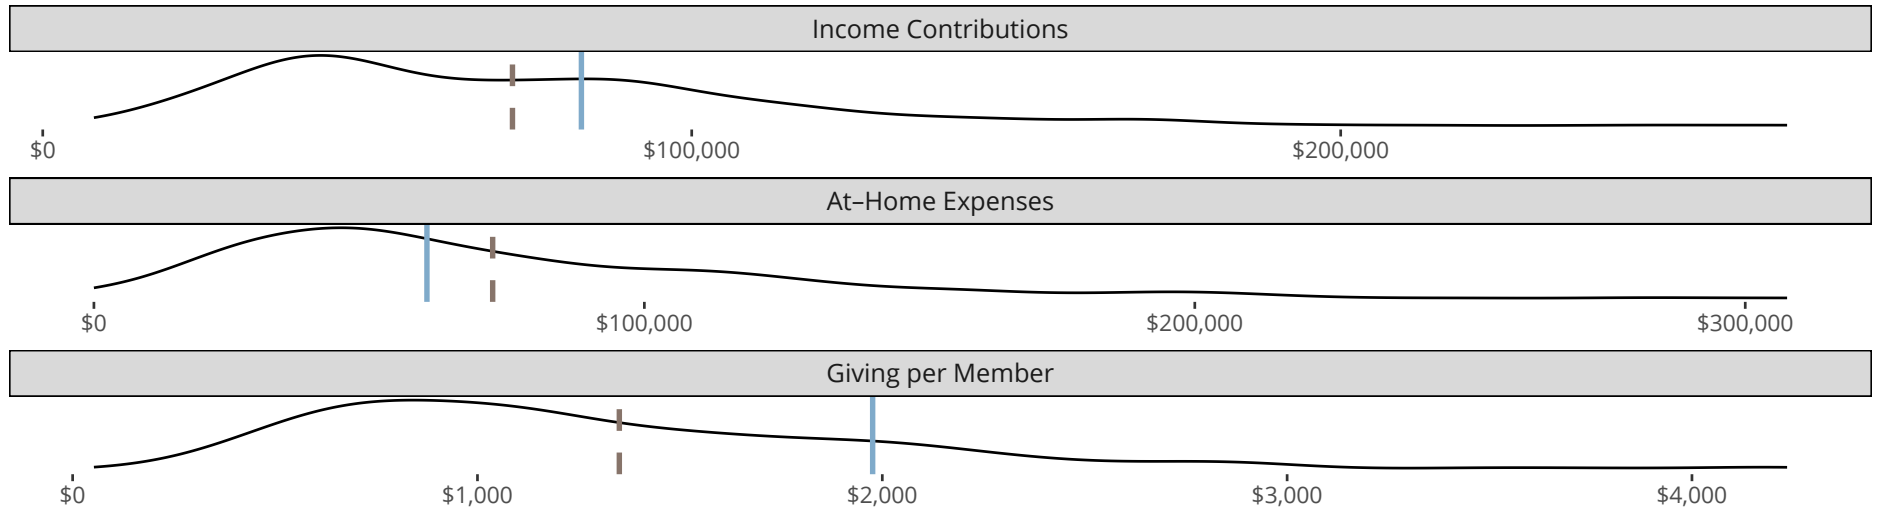 Income Contributions
$0 $100,000 $200,000
At–Home Expenses
$0 $100,000 $200,000 $300,000
Giving per Member
$0 $1,000 $2,000 $3,000 $4,000